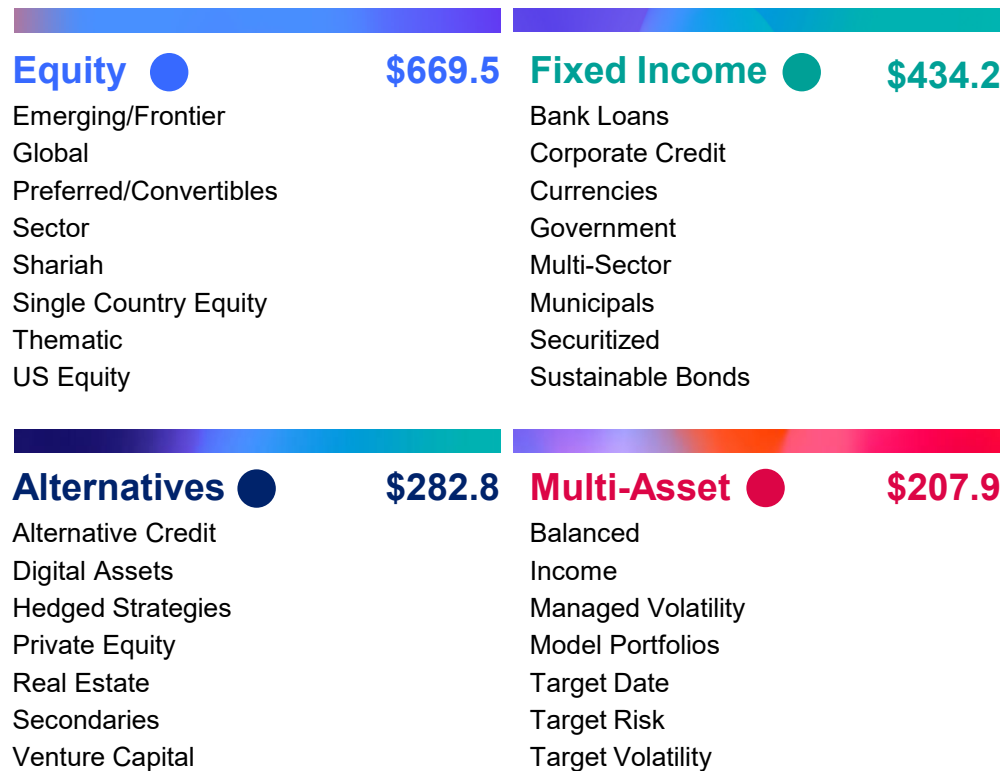 Equity $669.5
Emerging/Frontier
Global
Preferred/Convertibles
Sector
Shariah
Single Country Equity
Thematic
US Equity
Fixed Income $434.2
Bank Loans
Corporate Credit
Currencies
Government
Multi-Sector
Municipals
Securitized
Sustainable Bonds
Alternatives $282.8
Alternative Credit
Digital Assets
Hedged Strategies
Private Equity
Real Estate
Secondaries
Venture Capital
Multi-Asset $207.9
Balanced
Income
Managed Volatility
Model Portfolios
Target Date
Target Risk
Target Volatility